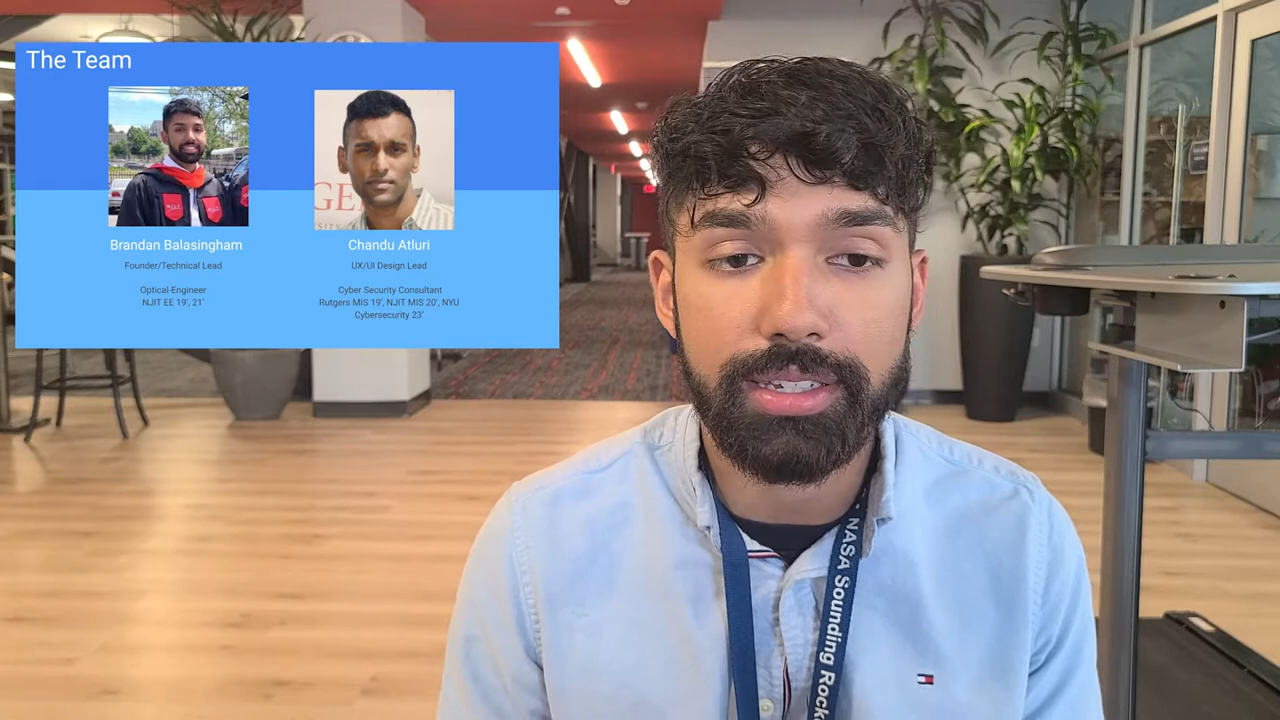 The Team
Brandan Balasingham
Founder/Technical Lead
Optical-Engineer
NJIT EE 19', 21'
Chandu Atluri
UX/UI Design Lead
Cyber Security Consultant
Rutgers MIS 19', NJIT MIS 20', NYU
Cybersecurity 23'
NASA Sounding Rock